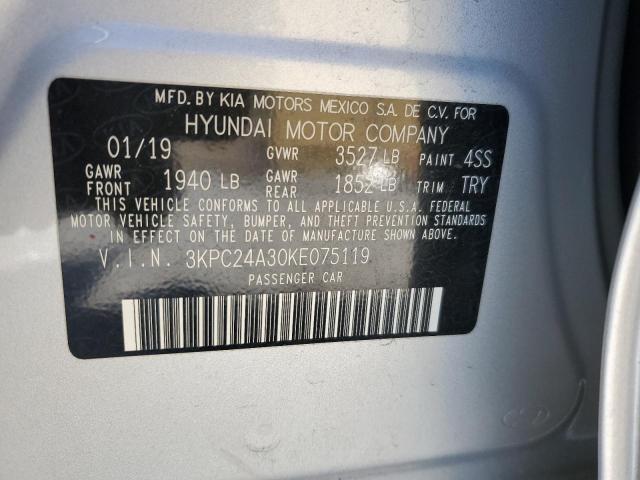 MFD. BY KIA MOTORS MEXICO S.A. DE C.V. FOR
HYUNDAI MOTOR COMPANY
01/19 GVWR 3527 LB PAINT 4SS
GAWR FRONT 1940 LB GAWR REAR 1852 LB TRIM TRY
THIS VEHICLE CONFORMS TO ALL APPLICABLE U.S.A. FEDERAL
MOTOR VEHICLE SAFETY, BUMPER, AND THEFT PREVENTION STANDARDS
IN EFFECT ON THE DATE OF MANUFACTURE SHOWN ABOVE.
V.I.N. 3KPC24A30KE075119
PASSENGER CAR